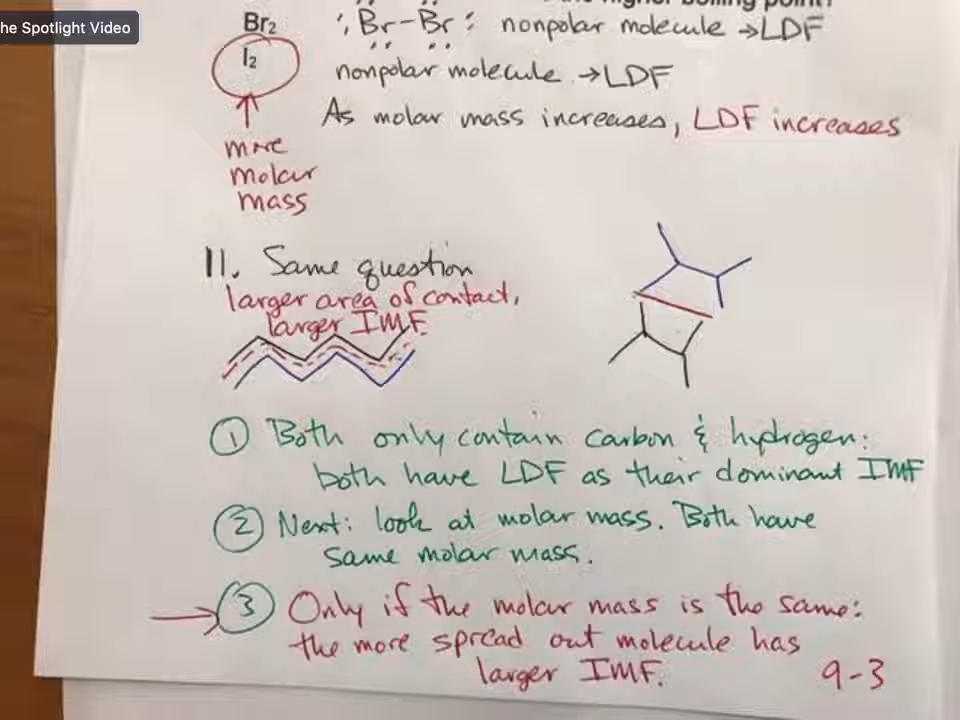 he Spotlight Video
higher boiling point?
Br₂ :Br-Br: nonpolar molecule →LDF
I₂ nonpolar molecule →LDF
As molar mass increases, LDF increases
more
molar
mass
11. Same question
larger area of contact,
larger IMF.
① Both only contain carbon & hydrogen:
both have LDF as their dominant IMF
② Next: look at molar mass. Both have
same molar mass.
③ Only if the molar mass is the same:
the more spread out molecule has
larger IMF.
9-3